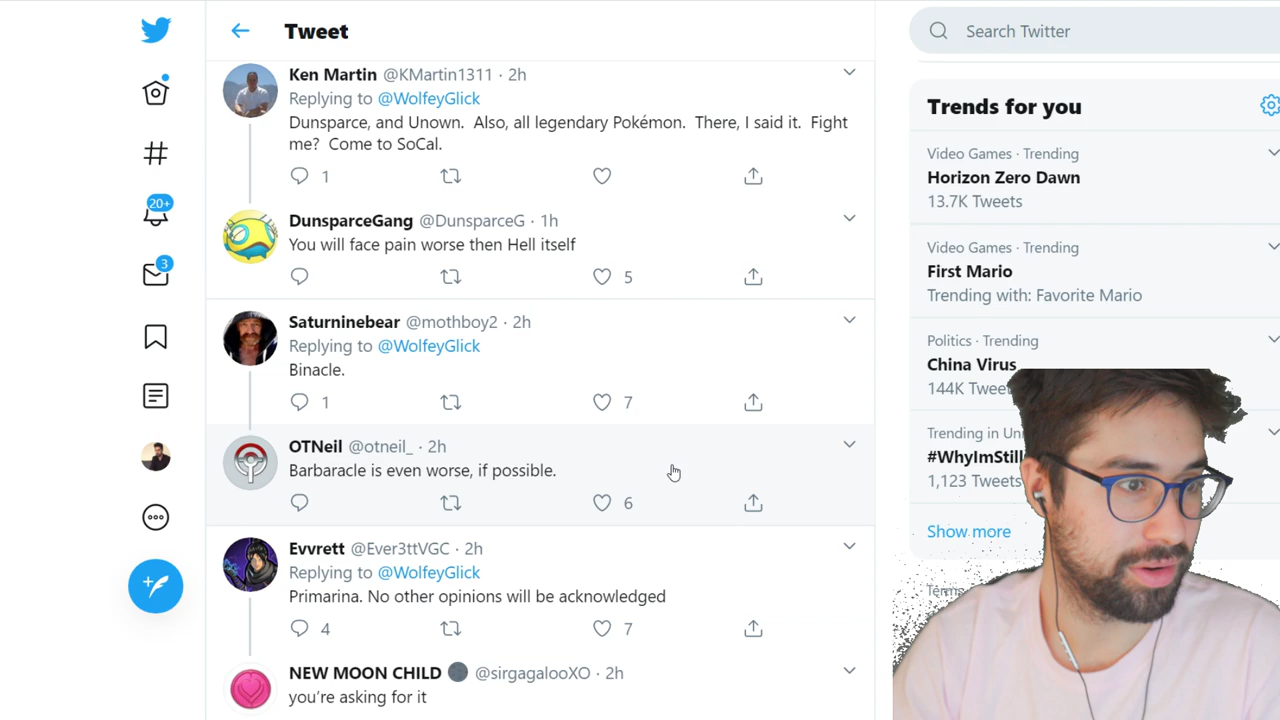 Tweet
Search Twitter
Ken Martin @KMartin1311 · 2h
Replying to @WolfeyGlick
Dunsparce, and Unown. Also, all legendary Pokémon. There, I said it. Fight
me? Come to SoCal.
1
DunsparceGang @DunsparceG · 1h
You will face pain worse then Hell itself
5
Saturninebear @mothboy2 · 2h
Replying to @WolfeyGlick
Binacle.
1 7
OTNeil @otneil_ · 2h
Barbaracle is even worse, if possible.
6
Evvrett @Ever3ttVGC · 2h
Replying to @WolfeyGlick
Primarina. No other opinions will be acknowledged
4 7
NEW MOON CHILD @sirgagalooXO · 2h
you're asking for it
20+
3
Trends for you
Video Games · Trending
Horizon Zero Dawn
13.7K Tweets
Video Games · Trending
First Mario
Trending with: Favorite Mario
Politics · Trending
China Virus
144K Tweet
Trending in Un
#WhyImStill
1,123 Tweets
Show more
Terms